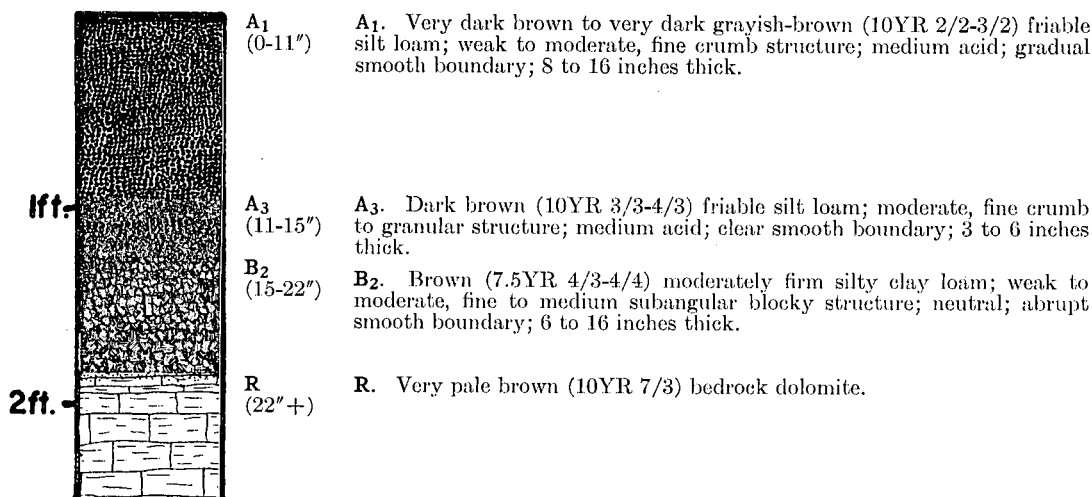 A1
(0-11″)
A1. Very dark brown to very dark grayish-brown (10YR 2/2-3/2) friable
silt loam; weak to moderate, fine crumb structure; medium acid; gradual
smooth boundary; 8 to 16 inches thick.
1ft.
A3
(11-15″)
A3. Dark brown (10YR 3/3-4/3) friable silt loam; moderate, fine crumb
to granular structure; medium acid; clear smooth boundary; 3 to 6 inches
thick.
B2
(15-22″)
B2. Brown (7.5YR 4/3-4/4) moderately firm silty clay loam; weak to
moderate, fine to medium subangular blocky structure; neutral; abrupt
smooth boundary; 6 to 16 inches thick.
2ft.
R
(22″+)
R. Very pale brown (10YR 7/3) bedrock dolomite.